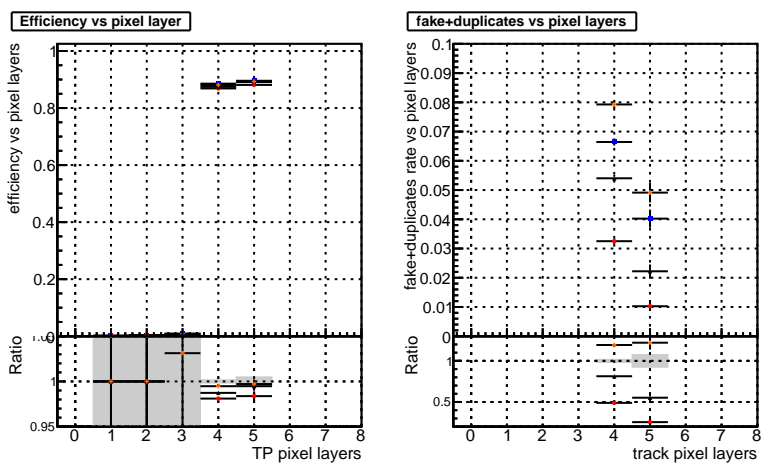 Efficiency vs pixel layer
efficiency vs pixel layers
1
0.8
0.6
0.4
0.2
0
Ratio
1
0.95
0 1 2 3 4 5 6 7 8
TP pixel layers
fake+duplicates vs pixel layers
fake+duplicates rate vs pixel layers
0.1
0.09
0.08
0.07
0.06
0.05
0.04
0.03
0.02
0.01
0
Ratio
1
0.5
0 1 2 3 4 5 6 7 8
track pixel layers